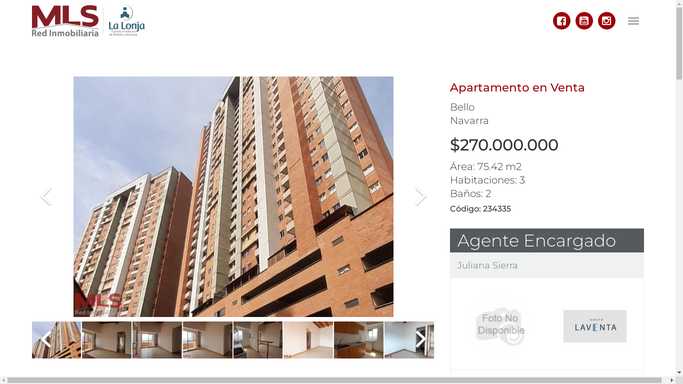 MLS
Red Inmobiliaria
La Lonja
Apartamento en Venta
Bello
Navarra
$270.000.000
Área: 75.42 m2
Habitaciones: 3
Baños: 2
Código: 234335
Agente Encargado
Juliana Sierra
Foto No
Disponible
LAVENTA
MLS